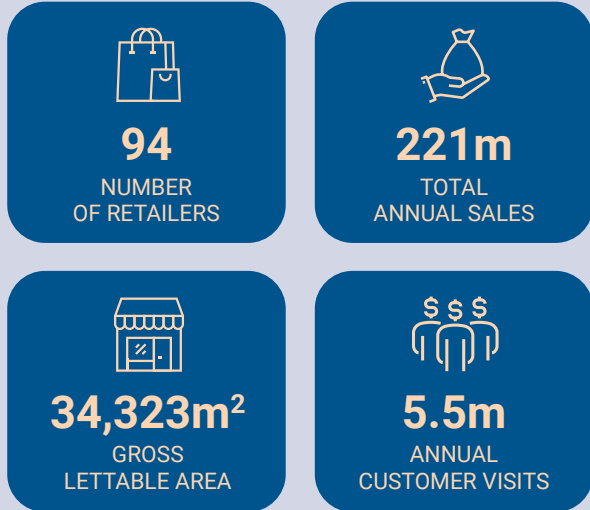 94
NUMBER
OF RETAILERS
221m
TOTAL
ANNUAL SALES
34,323m²
GROSS
LETTABLE AREA
$ $ $
5.5m
ANNUAL
CUSTOMER VISITS